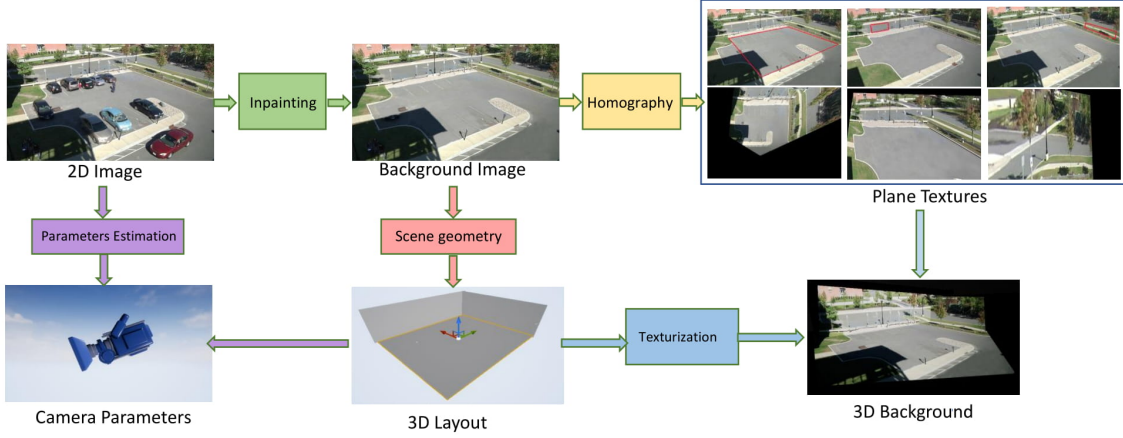 Inpainting
Homography
2D Image
Background Image
Plane Textures
Parameters Estimation
Scene geometry
Texturization
Camera Parameters
3D Layout
3D Background